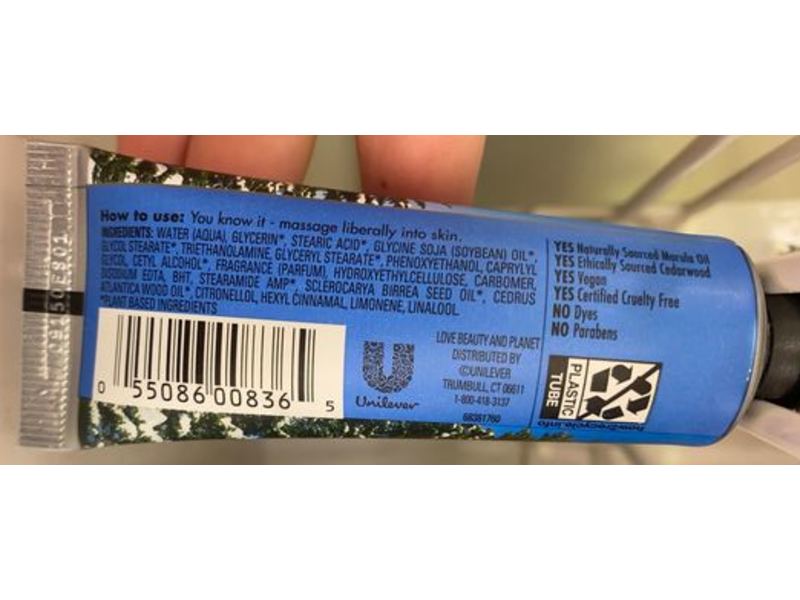 How to use: You know it - massage liberally into skin.
INGREDIENTS: WATER (AQUA), GLYCERIN*, STEARIC ACID*, GLYCINE SOJA (SOYBEAN) OIL*,
GLYCOL STEARATE*, TRIETHANOLAMINE, GLYCERYL STEARATE*, PHENOXYETHANOL, CAPRYLYL
GLYCOL, CETYL ALCOHOL*, FRAGRANCE (PARFUM), HYDROXYETHYLCELLULOSE, CARBOMER,
DISODIUM EDTA, BHT, STEARAMIDE AMP*, SCLEROCARYA BIRREA SEED OIL*, CEDRUS
ATLANTICA WOOD OIL*, CITRONELLOL, HEXYL CINNAMAL, LIMONENE, LINALOOL.
*PLANT BASED INGREDIENTS
0 55086 00836 5
Unilever
LOVE BEAUTY AND PLANET
DISTRIBUTED BY
©UNILEVER
TRUMBULL, CT 06611
1-800-418-3137
68361760
YES Naturally Sourced Marula Oil
YES Ethically Sourced Cedarwood
YES Vegan
YES Certified Cruelty Free
NO Dyes
NO Parabens
PLASTIC
TUBE
how2recycle.info